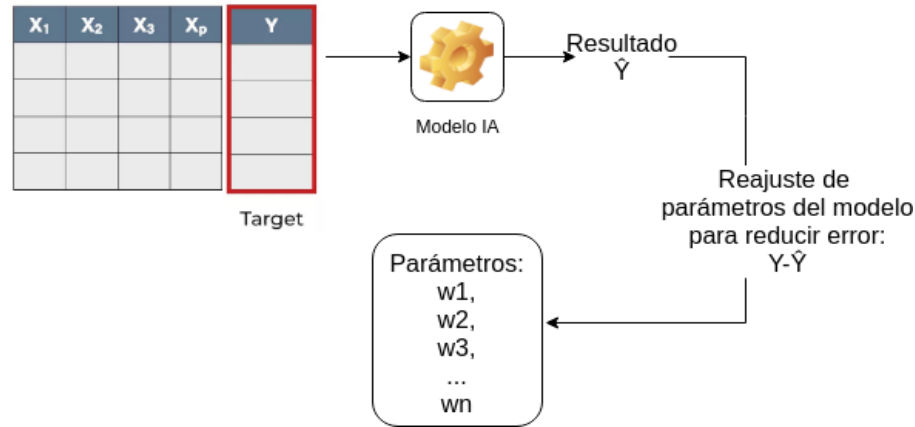 X₁ X₂ X₃ Xₚ Y
Target
Modelo IA
Resultado
Ŷ
Reajuste de
parámetros del modelo
para reducir error:
Y-Ŷ
Parámetros:
w1,
w2,
w3,
...
wn